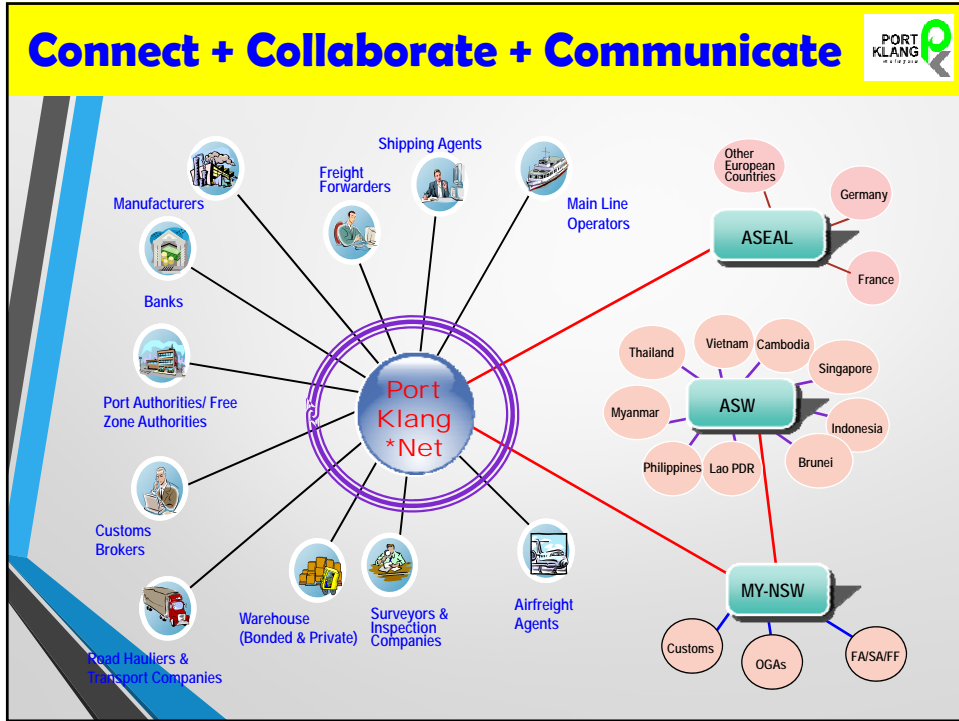 Connect + Collaborate + Communicate
PORT
KLANG
malaysia
Shipping Agents
Freight
Forwarders
Manufacturers
Main Line
Operators
Banks
Port Authorities/ Free
Zone Authorities
Customs
Brokers
Road Hauliers &
Transport Companies
Warehouse
(Bonded & Private)
Surveyors &
Inspection
Companies
Airfreight
Agents
Port
Klang
*Net
Other
European
Countries
Germany
ASEAL
France
Thailand
Vietnam
Cambodia
Singapore
Myanmar
ASW
Indonesia
Philippines
Lao PDR
Brunei
MY-NSW
Customs
OGAs
FA/SA/FF